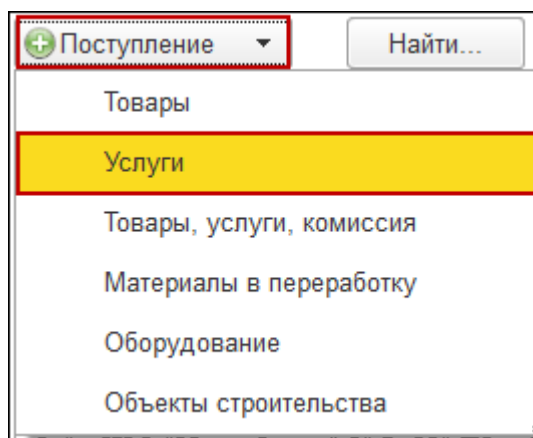 Поступление
Найти...
Товары
Услуги
Товары, услуги, комиссия
Материалы в переработку
Оборудование
Объекты строительства